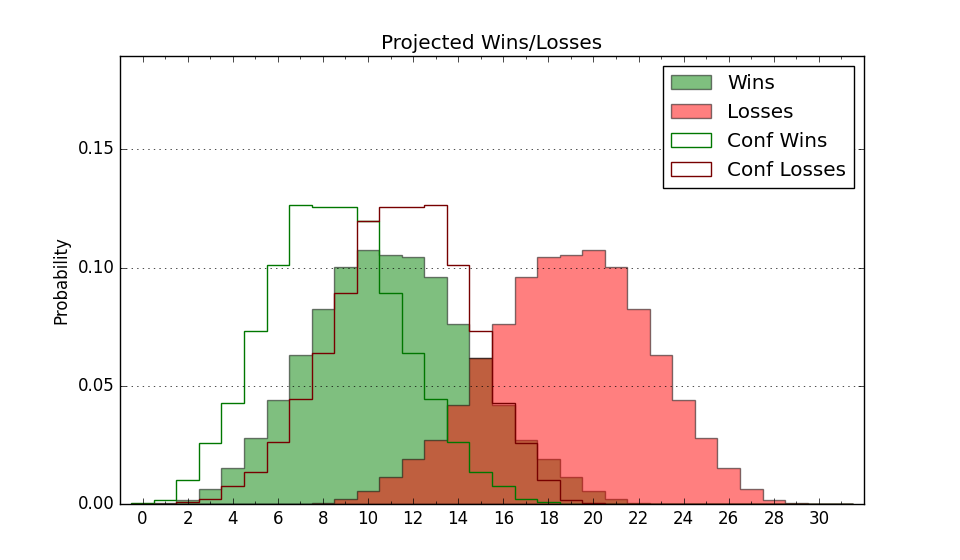 Projected Wins/Losses
Wins
Losses
Conf Wins
Conf Losses
Probability
0.15
0.10
0.05
0.00
0 2 4 6 8 10 12 14 16 18 20 22 24 26 28 30